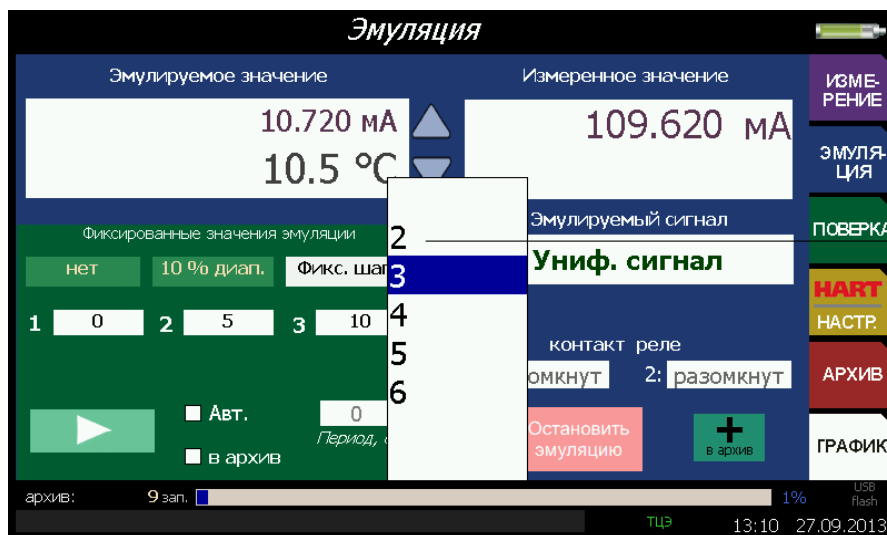 Эмуляция
Эмулируемое значение
Измеренное значение
10.720 мА
10.5 °C
109.620 мА
ИЗМЕ-
РЕНИЕ
ЭМУЛЯ-
ЦИЯ
ПОВЕРКА
HART
НАСТР.
АРХИВ
ГРАФИК
Фиксированные значения эмуляции
нет
10 % диап.
Фикс. шаг
1 0 2 5 3 10
2
3
4
5
6
Эмулируемый сигнал
Униф. сигнал
контакт реле
омкнут 2: разомкнут
Авт.
0
Период,
в архив
Остановить
эмуляцию
+
в архив
архив: 9 зап. 1%
USB
flash
ТЦЭ 13:10 27.09.2013